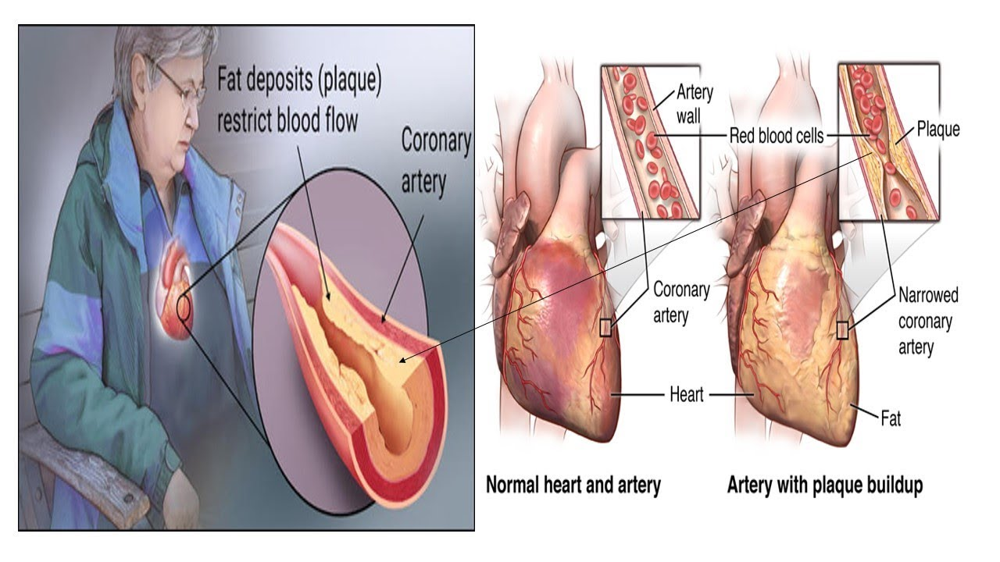 Fat deposits (plaque)
restrict blood flow
Coronary
artery
Artery
wall
Red blood cells
Plaque
Coronary
artery
Narrowed
coronary
artery
Heart
Fat
Normal heart and artery
Artery with plaque buildup